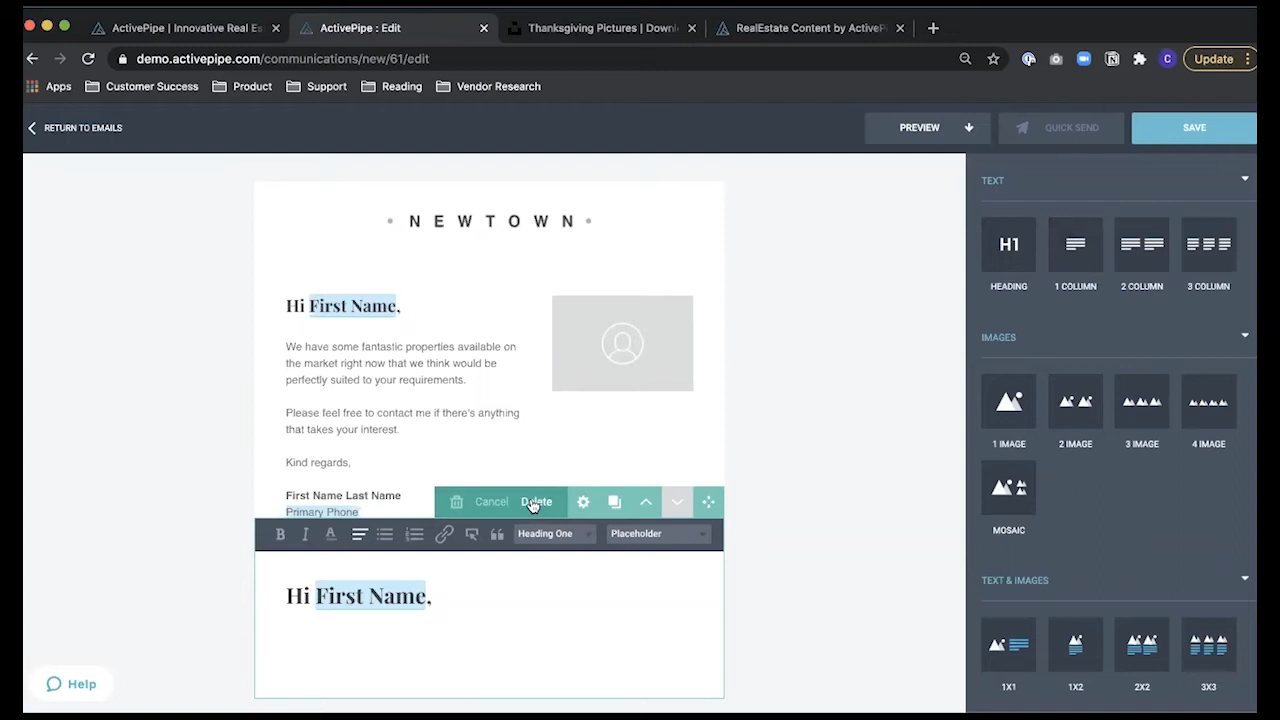 ActivePipe | Innovative Real Es
ActivePipe : Edit
Thanksgiving Pictures | Downl
RealEstate Content by ActiveP
demo.activepipe.com/communications/new/61/edit
C
Update
Apps
Customer Success
Product
Support
Reading
Vendor Research
RETURN TO EMAILS
PREVIEW
QUICK SEND
SAVE
• NEWTOWN •
Hi First Name,
We have some fantastic properties available on
the market right now that we think would be
perfectly suited to your requirements.
Please feel free to contact me if there's anything
that takes your interest.
Kind regards,
First Name Last Name
Primary Phone
Cancel
Delete
B I A
Heading One
Placeholder
Hi First Name,
Help
TEXT
H1
HEADING
1 COLUMN
2 COLUMN
3 COLUMN
IMAGES
1 IMAGE
2 IMAGE
3 IMAGE
4 IMAGE
MOSAIC
TEXT & IMAGES
1X1
1X2
2X2
3X3